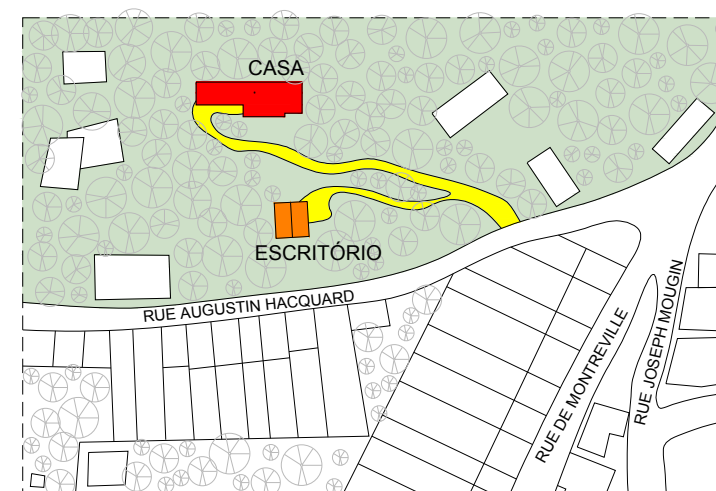 CASA
ESCRITÓRIO
RUE AUGUSTIN HACQUARD
RUE DE MONTREVILLE
RUE JOSEPH MOUGIN